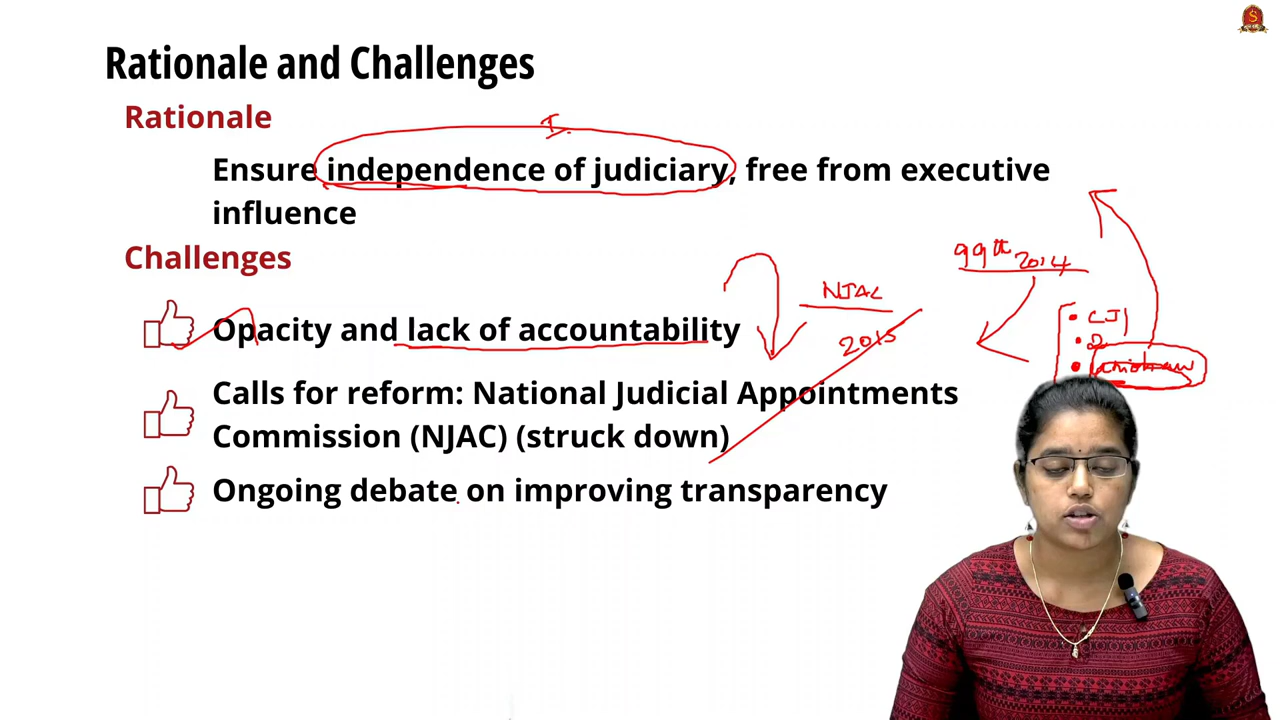 Rationale and Challenges
Rationale
I.
Ensure independence of judiciary, free from executive
influence
Challenges
99th 2014
NJAC
CJI
Opacity and lack of accountability
2015
2
Calls for reform: National Judicial Appointments
Commission (NJAC) (struck down)
Ongoing debate on improving transparency